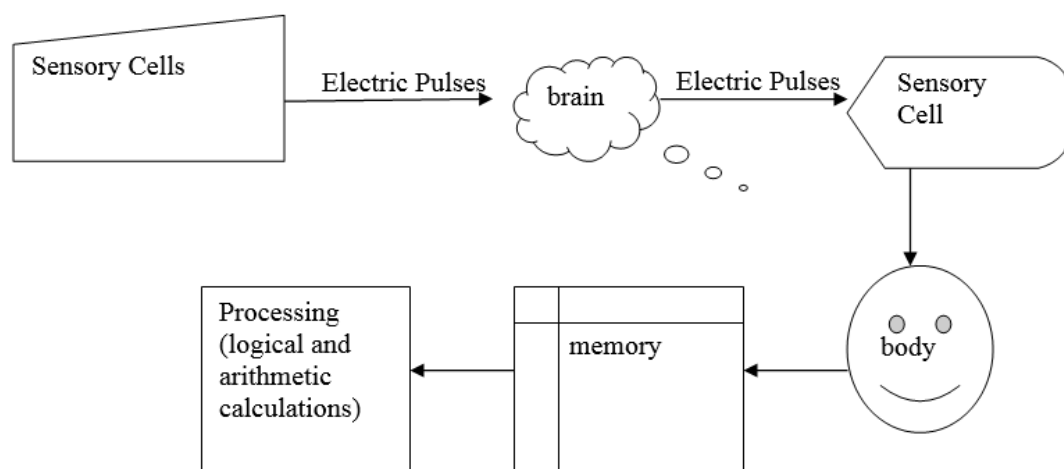 Sensory Cells
Electric Pulses
brain
Electric Pulses
Sensory
Cell
Processing
(logical and
arithmetic
calculations)
memory
body